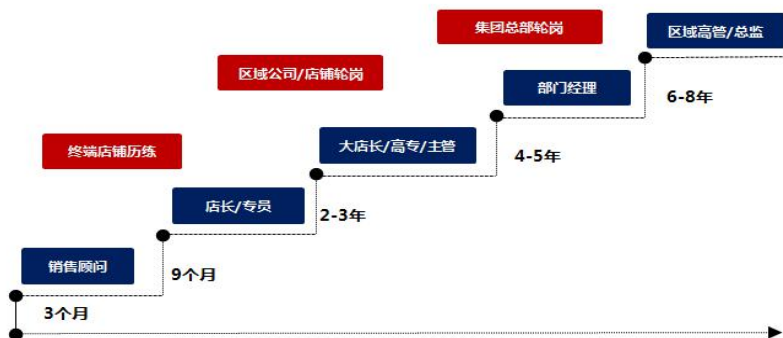 集团总部轮岗
区域高管/总监
区域公司/店铺轮岗
部门经理
6-8年
终端店铺历练
大店长/高专/主管
4-5年
店长/专员
2-3年
销售顾问
9个月
3个月